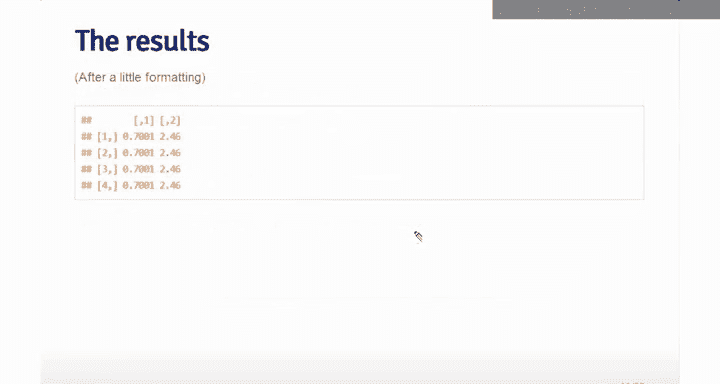 The results
(After a little formatting)
## [,1] [,2]
## [1,] 0.7001 2.46
## [2,] 0.7001 2.46
## [3,] 0.7001 2.46
## [4,] 0.7001 2.46